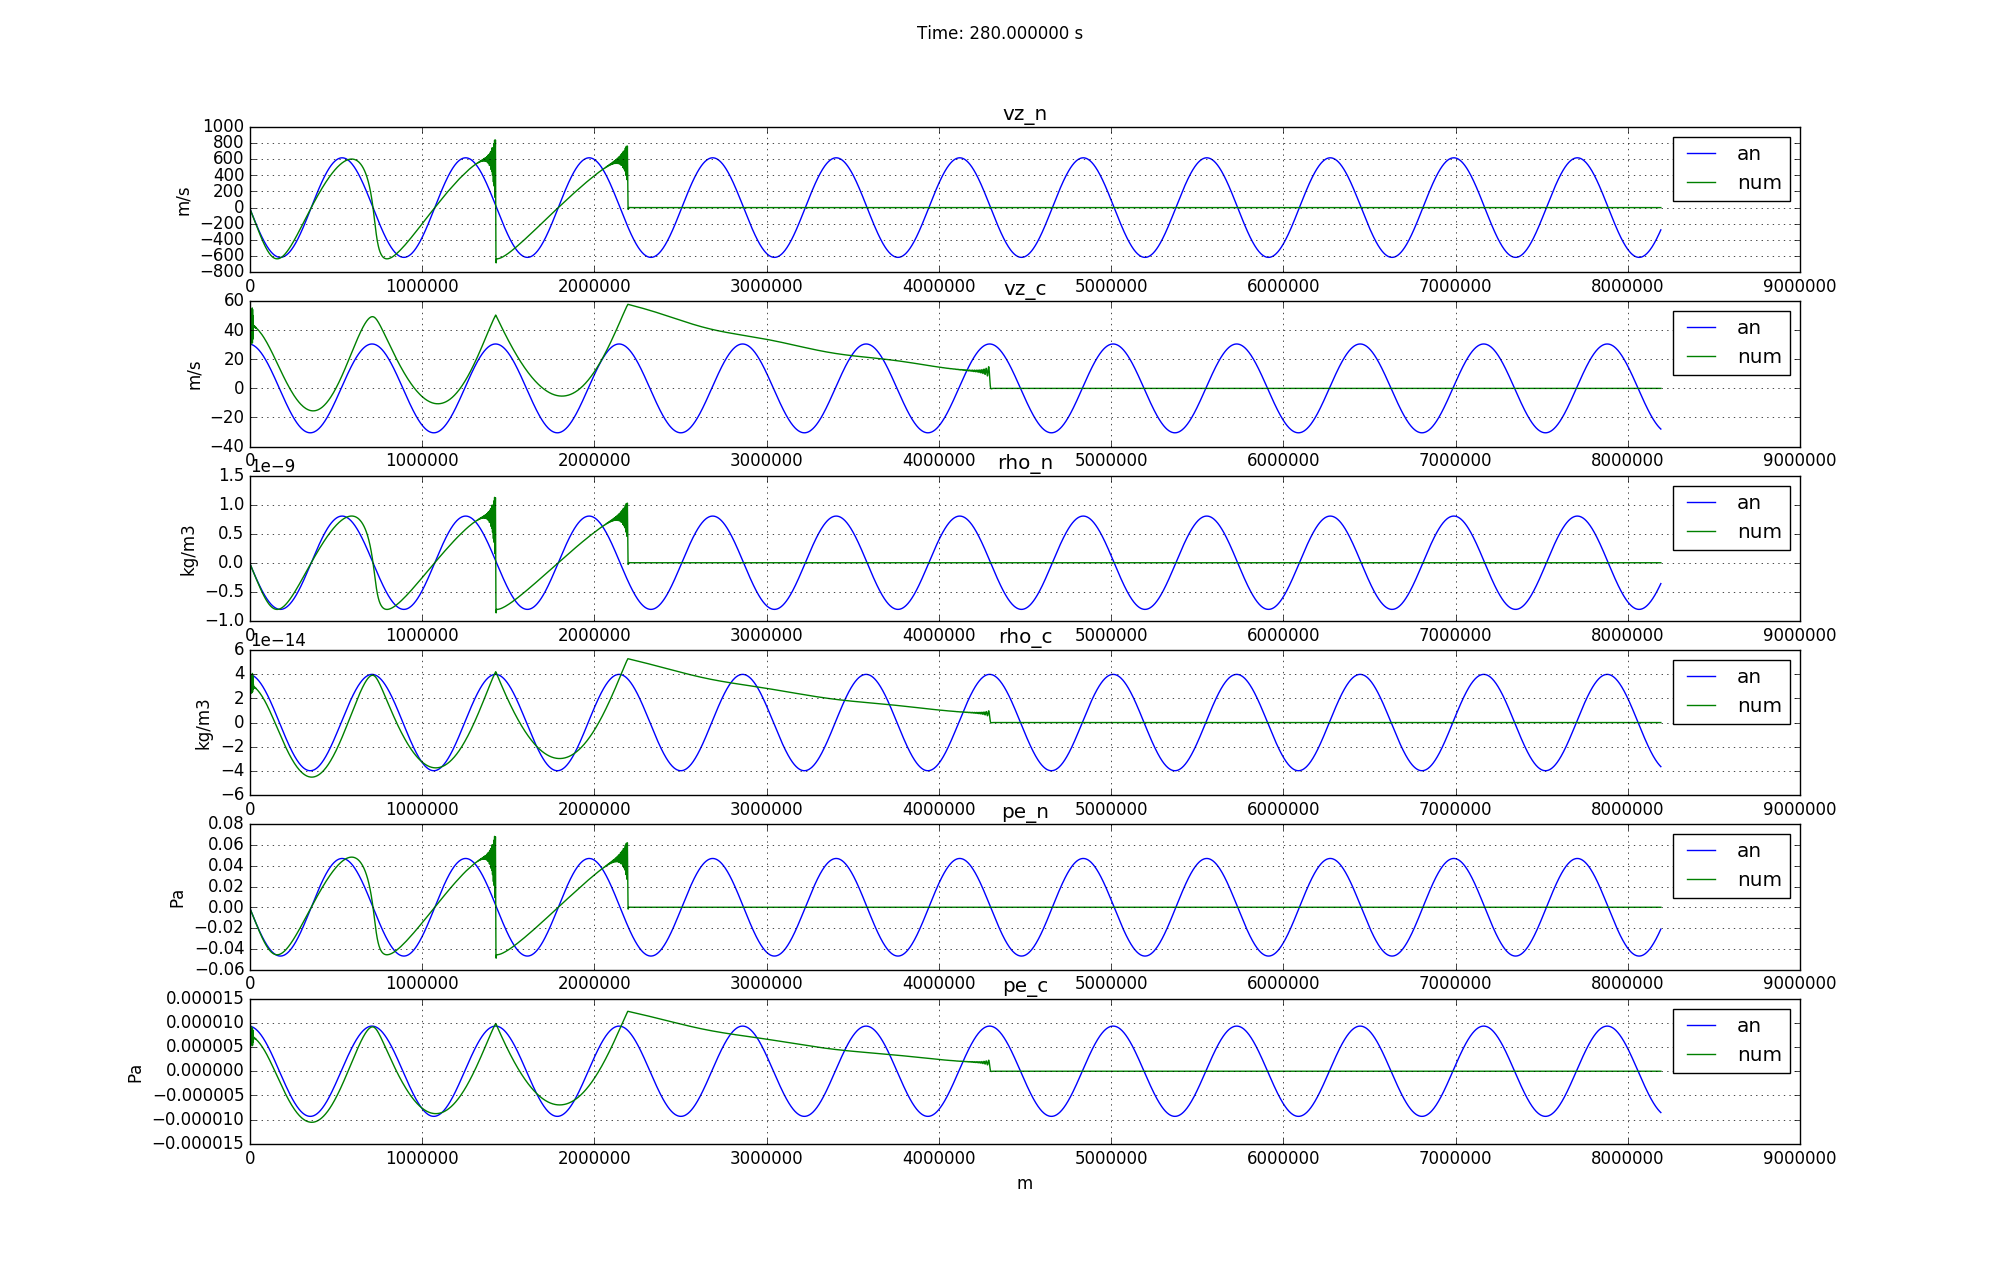 Time: 280.000000 s
vz_n
1000
800
600
400
200
0
−200
−400
−600
−800
m/s
an
num
0 1000000 2000000 3000000 4000000 5000000 6000000 7000000 8000000 9000000
vz_c
60
40
20
0
−20
−40
m/s
an
num
0 1000000 2000000 3000000 4000000 5000000 6000000 7000000 8000000 9000000
1e−9
rho_n
1.5
1.0
0.5
0.0
−0.5
−1.0
kg/m3
an
num
0 1000000 2000000 3000000 4000000 5000000 6000000 7000000 8000000 9000000
1e−14
rho_c
6
4
2
0
−2
−4
−6
kg/m3
an
num
0 1000000 2000000 3000000 4000000 5000000 6000000 7000000 8000000 9000000
pe_n
0.08
0.06
0.04
0.02
0.00
−0.02
−0.04
−0.06
Pa
an
num
0 1000000 2000000 3000000 4000000 5000000 6000000 7000000 8000000 9000000
pe_c
0.000015
0.000010
0.000005
0.000000
−0.000005
−0.000010
−0.000015
Pa
an
num
0 1000000 2000000 3000000 4000000 5000000 6000000 7000000 8000000 9000000
m